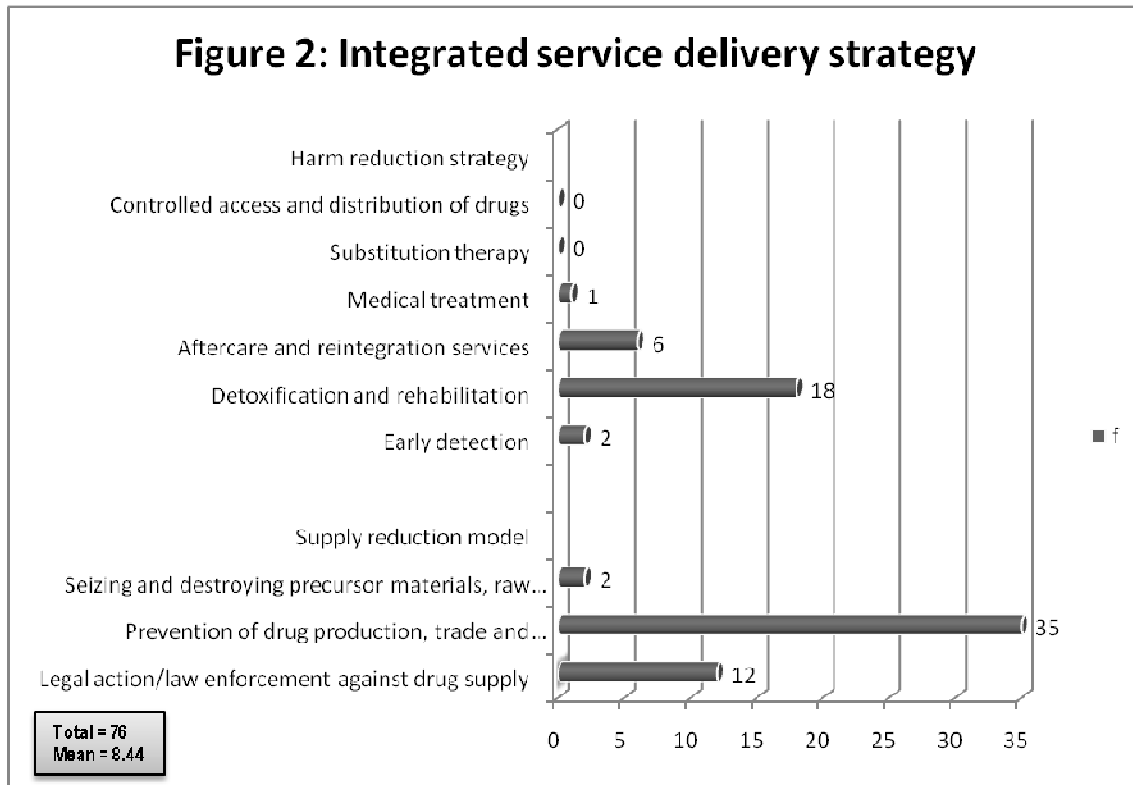 Figure 2: Integrated service delivery strategy
Harm reduction strategy
Controlled access and distribution of drugs 0
Substitution therapy 0
Medical treatment 1
Aftercare and reintegration services 6
Detoxification and rehabilitation 18
Early detection 2
f
Supply reduction model
Seizing and destroying precursor materials, raw... 2
Prevention of drug production, trade and... 35
Legal action/law enforcement against drug supply 12
0 5 10 15 20 25 30 35
Total = 76
Mean = 8.44